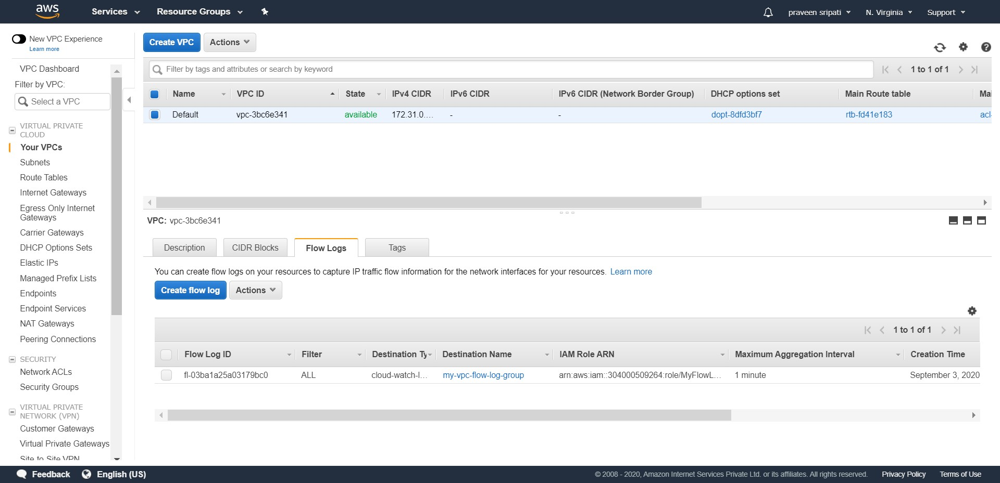 aws
Services
Resource Groups
praveen sripati
N. Virginia
Support
New VPC Experience
Learn more
VPC Dashboard
Filter by VPC:
Select a VPC
VIRTUAL PRIVATE
CLOUD
Your VPCs
Subnets
Route Tables
Internet Gateways
Egress Only Internet
Gateways
Carrier Gateways
DHCP Options Sets
Elastic IPs
Managed Prefix Lists
Endpoints
Endpoint Services
NAT Gateways
Peering Connections
SECURITY
Network ACLs
Security Groups
VIRTUAL PRIVATE
NETWORK (VPN)
Customer Gateways
Virtual Private Gateways
Site-to-Site VPN
Create VPC
Actions
Filter by tags and attributes or search by keyword
1 to 1 of 1
Name VPC ID State IPv4 CIDR IPv6 CIDR IPv6 CIDR (Network Border Group) DHCP options set Main Route table Mai
Default vpc-3bc6e341 available 172.31.0.... - - dopt-8dfd3bf7 rtb-fd41e183 acl-
VPC: vpc-3bc6e341
Description
CIDR Blocks
Flow Logs
Tags
You can create flow logs on your resources to capture IP traffic flow information for the network interfaces for your resources. Learn more
Create flow log
Actions
1 to 1 of 1
Flow Log ID Filter Destination Ty Destination Name IAM Role ARN Maximum Aggregation Interval Creation Time
fl-03ba1a25a03179bc0 ALL cloud-watch-l... my-vpc-flow-log-group arn:aws:iam::304000509264:role/MyFlowL... 1 minute September 3, 2020
Feedback
English (US)
© 2008 - 2020, Amazon Internet Services Private Ltd. or its affiliates. All rights reserved.
Privacy Policy
Terms of Use